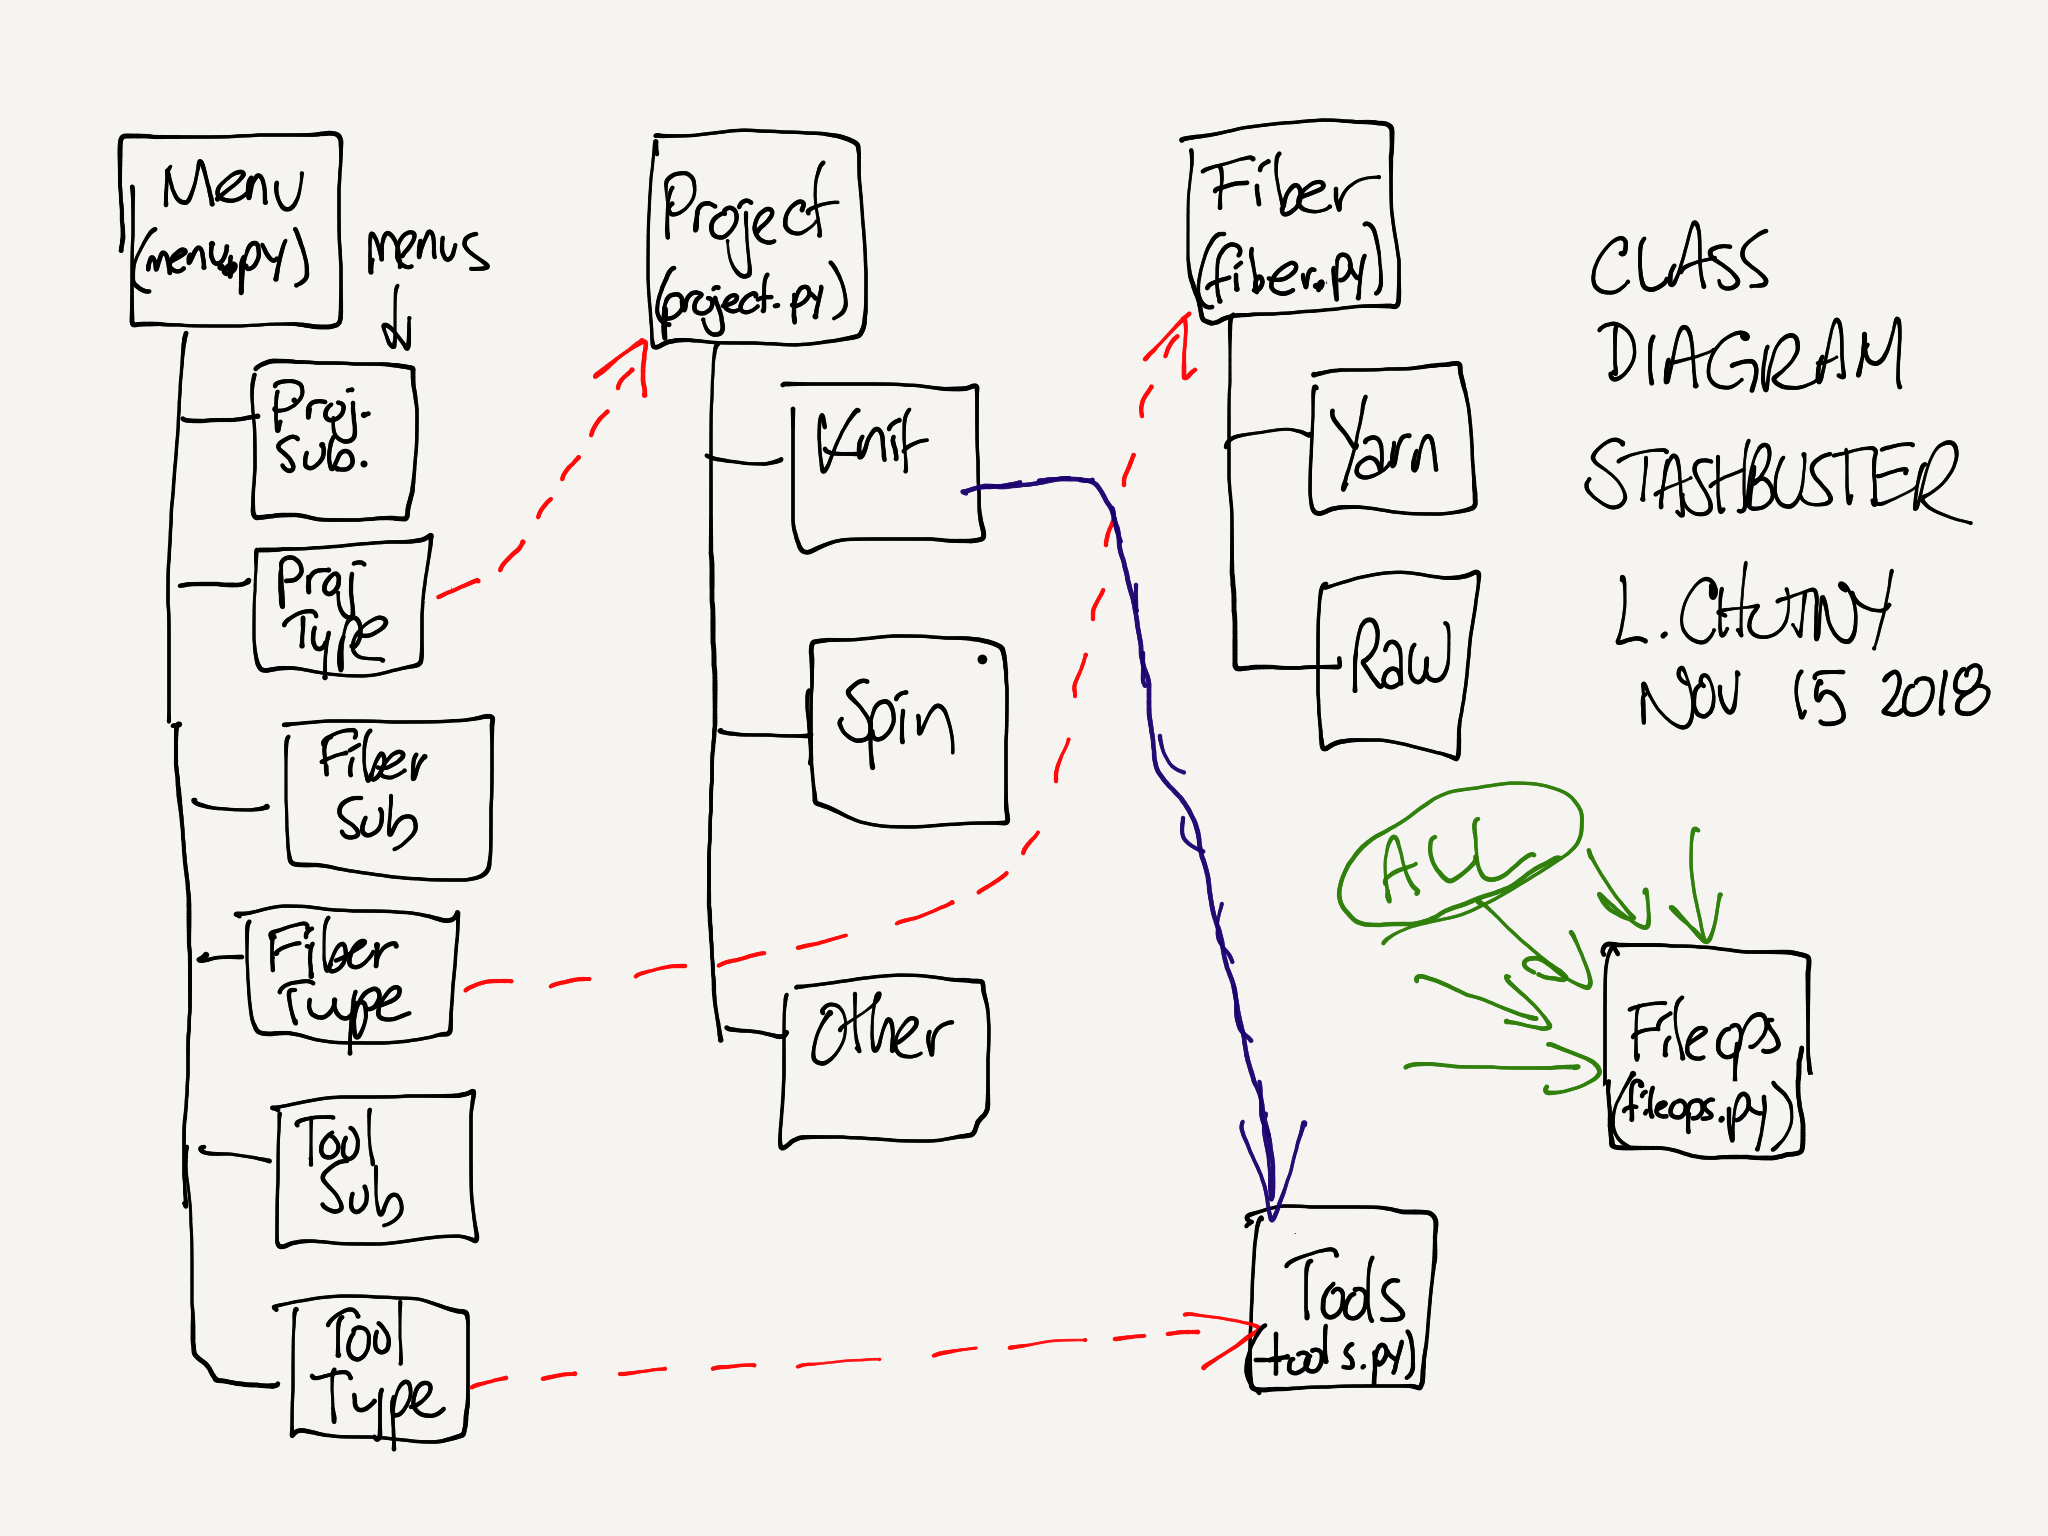 Menu
(menu.py)
menus
Proj.
Sub.
Proj
Type
Fiber
Sub
Fiber
Type
Tool
Sub
Tool
Type
Project
(project.py)
Knit
Spin
Other
Fiber
(fiber.py)
Yarn
Raw
CLASS
DIAGRAM
STASHBUSTER
L.
NOV 15 2018
ALL
Fileops
(fileops.py)
Tools
(tools.py)